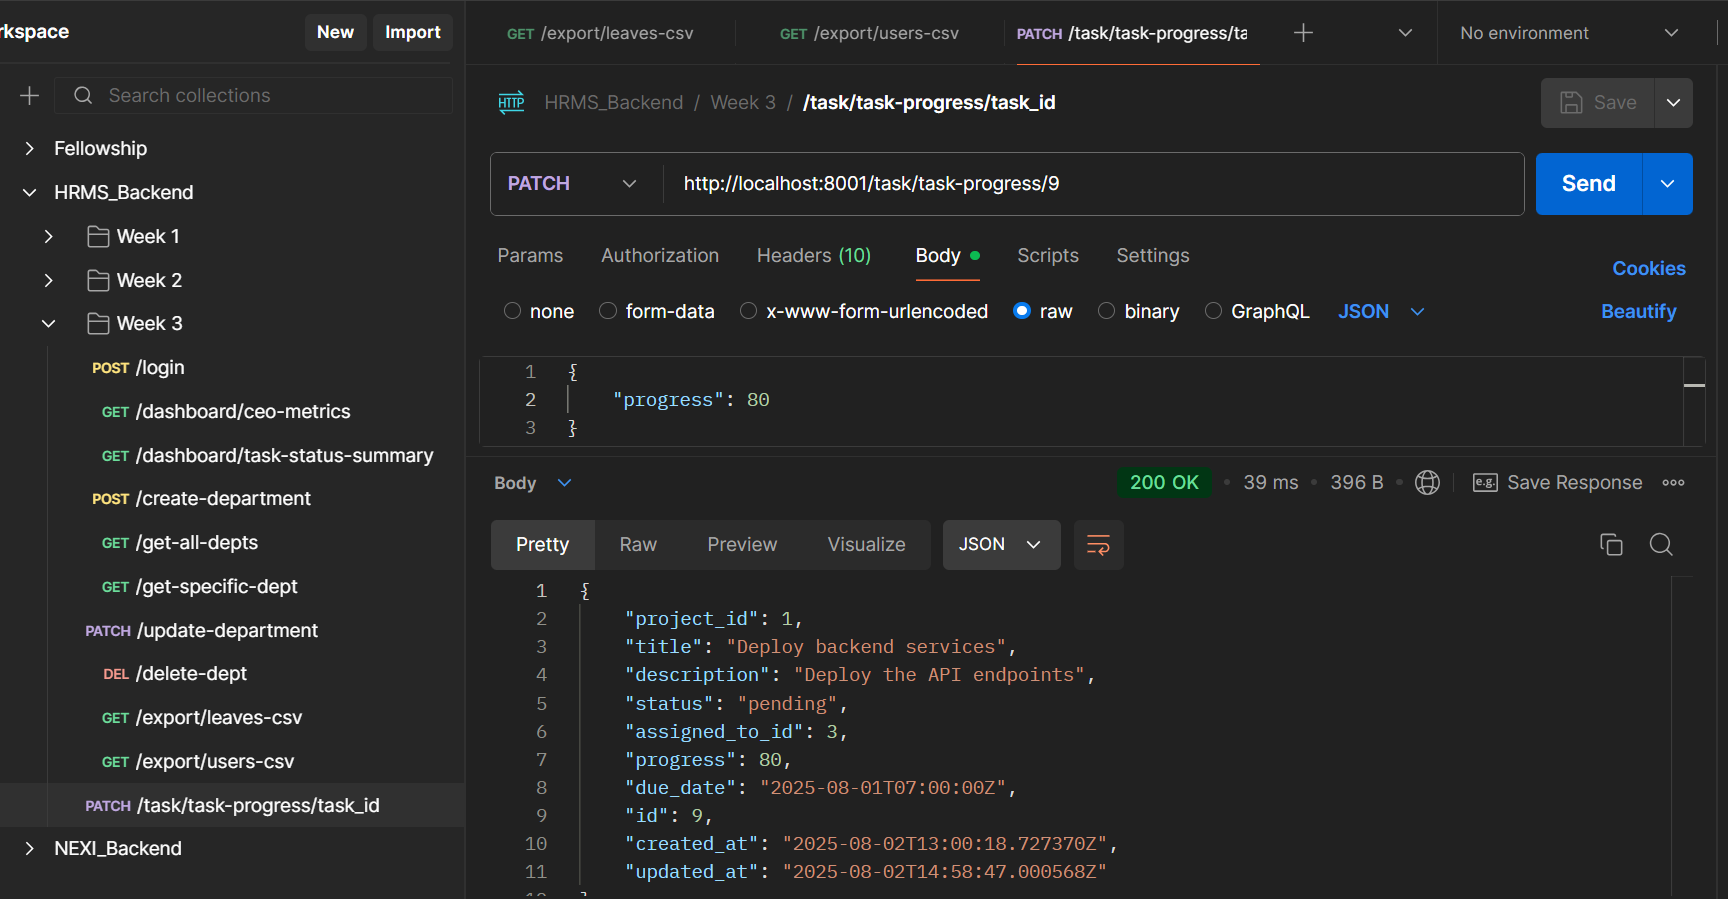 rkspace New Import
GET /export/leaves-csv GET /export/users-csv PATCH /task/task-progress/ta No environment
Search collections
HTTP HRMS_Backend / Week 3 / /task/task-progress/task_id Save
Fellowship
HRMS_Backend
Week 1
Week 2
Week 3
POST /login
GET /dashboard/ceo-metrics
GET /dashboard/task-status-summary
POST /create-department
GET /get-all-depts
GET /get-specific-dept
PATCH /update-department
DEL /delete-dept
GET /export/leaves-csv
GET /export/users-csv
PATCH /task/task-progress/task_id
NEXI_Backend
PATCH http://localhost:8001/task/task-progress/9 Send
Params Authorization Headers (10) Body Scripts Settings Cookies
none form-data x-www-form-urlencoded raw binary GraphQL JSON Beautify
1 {
2 "progress": 80
3 }
Body 200 OK • 39 ms • 396 B • e.g. Save Response
Pretty Raw Preview Visualize JSON
1 {
2 "project_id": 1,
3 "title": "Deploy backend services",
4 "description": "Deploy the API endpoints",
5 "status": "pending",
6 "assigned_to_id": 3,
7 "progress": 80,
8 "due_date": "2025-08-01T07:00:00Z",
9 "id": 9,
10 "created_at": "2025-08-02T13:00:18.727370Z",
11 "updated_at": "2025-08-02T14:58:47.000568Z"